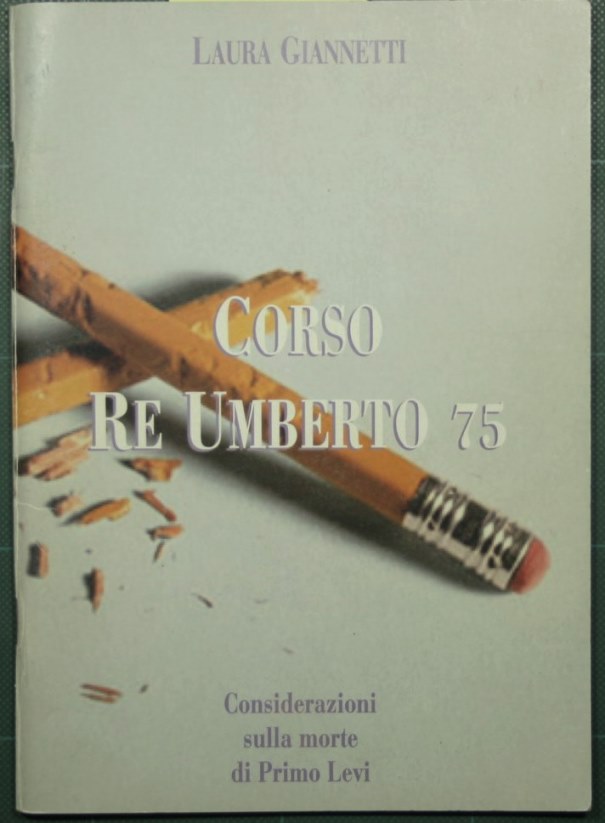 LAURA GIANNETTI
CORSO
RE UMBERTO 75
Considerazioni
sulla morte
di Primo Levi